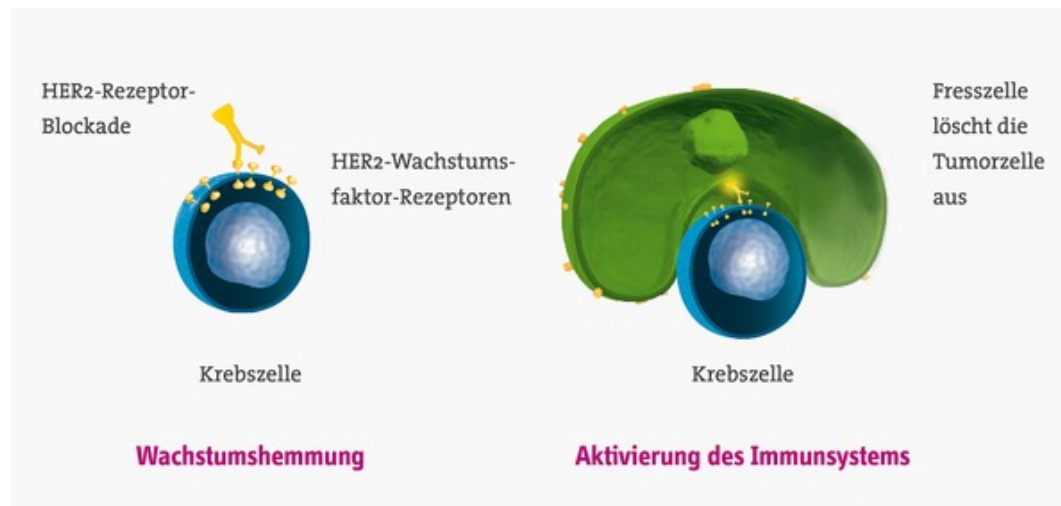 HER2-Rezeptor-
Blockade
HER2-Wachstums-
faktor-Rezeptoren
Krebszelle
Wachstumshemmung
Fresszelle
löscht die
Tumorzelle
aus
Krebszelle
Aktivierung des Immunsystems